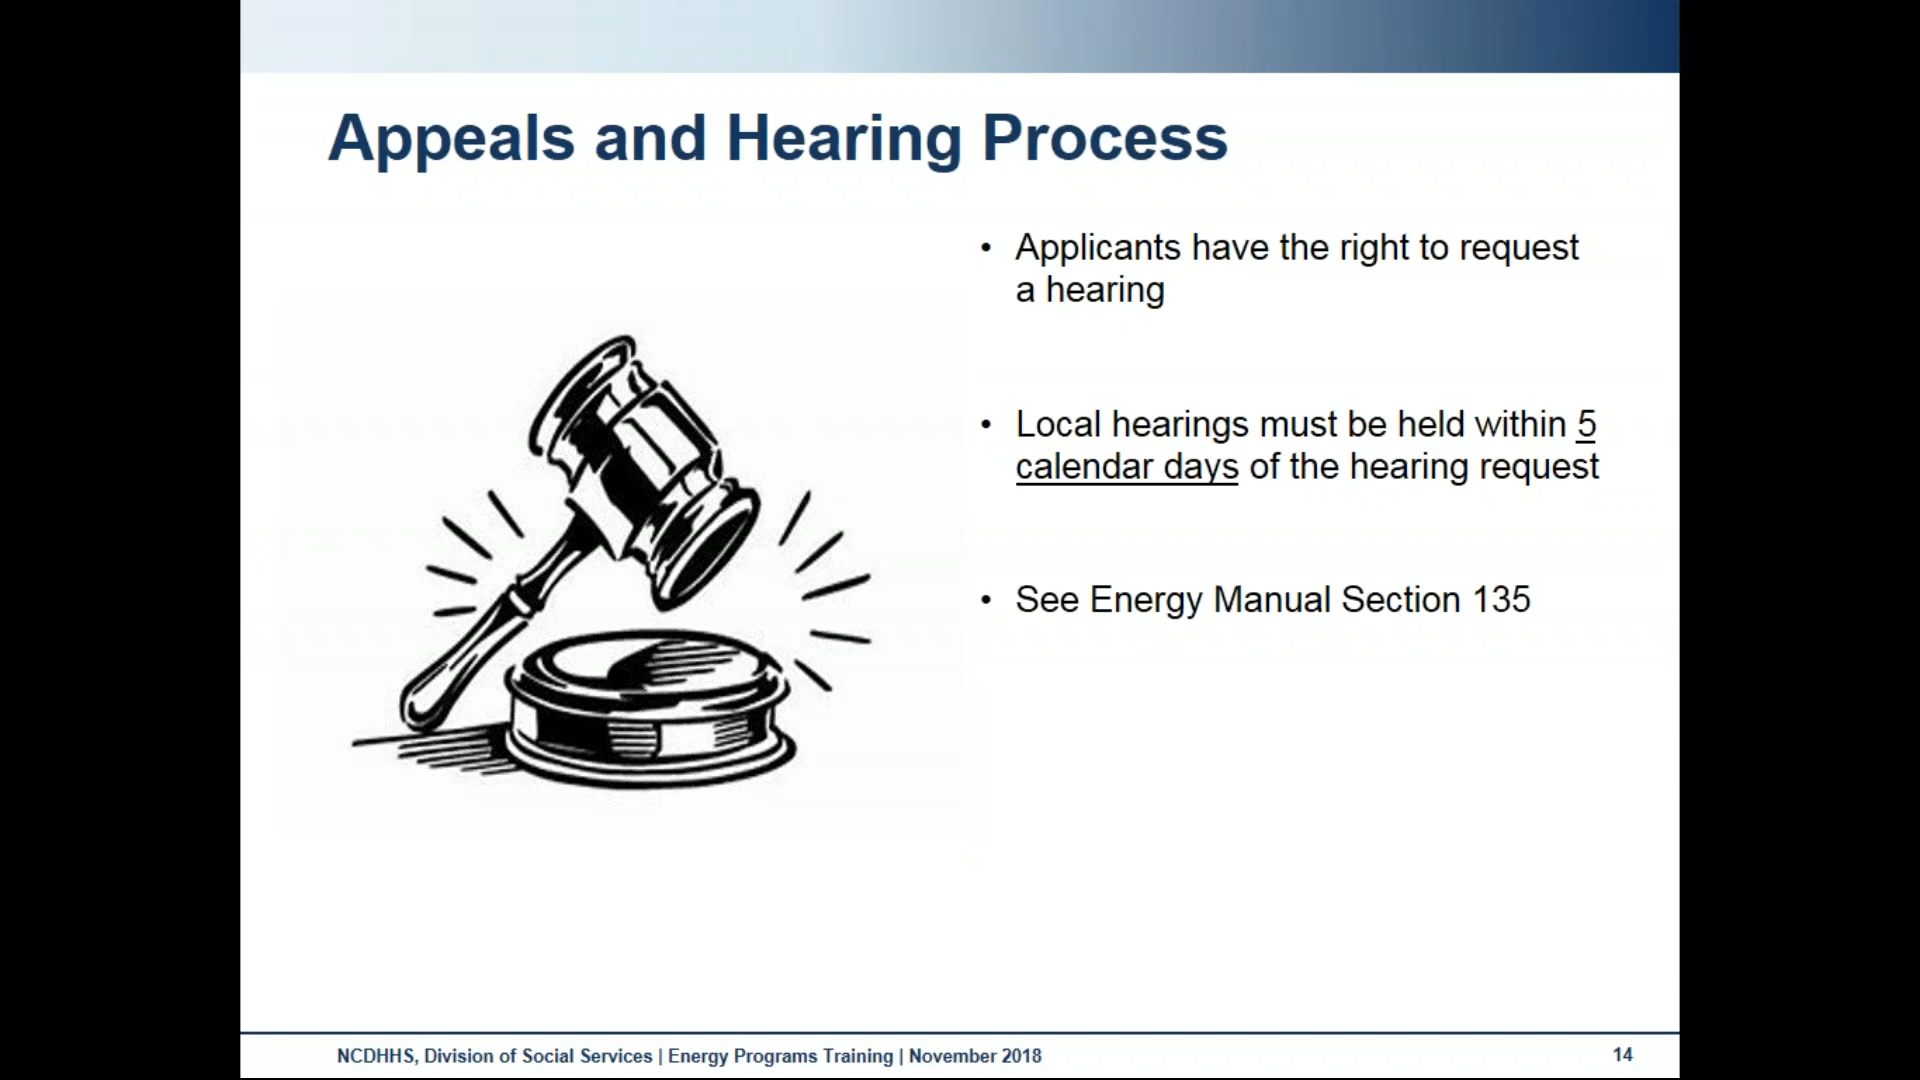 Appeals and Hearing Process
• Applicants have the right to request
a hearing
• Local hearings must be held within 5
calendar days of the hearing request
• See Energy Manual Section 135
NCDHHS, Division of Social Services | Energy Programs Training | November 2018
14